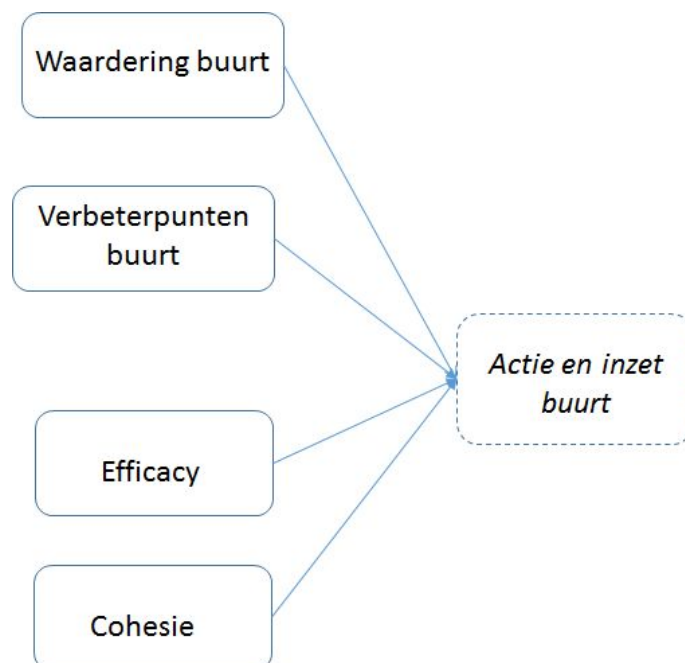 Waardering buurt
Verbeterpunten
buurt
Actie en inzet
buurt
Efficacy
Cohesie